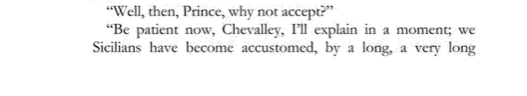 “Well, then, Prince, why not accept?”
“Be patient now, Chevalley, I’ll explain in a moment; we
Sicilians have become accustomed, by a long, a very long